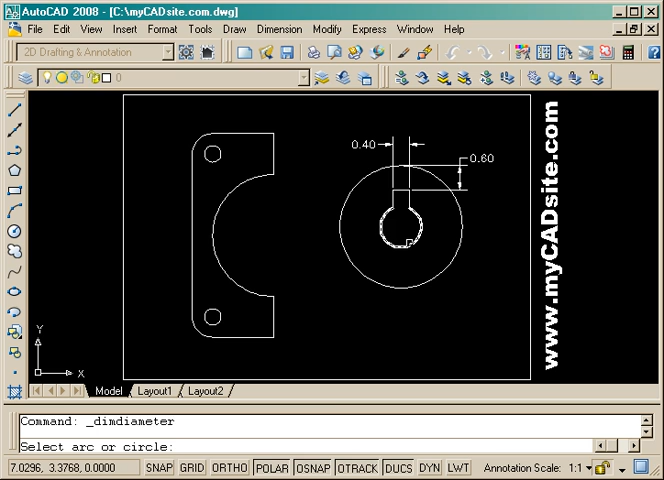 AutoCAD 2008 - [C:\myCADsite.com.dwg]
File Edit View Insert Format Tools Draw Dimension Modify Express Window Help
2D Drafting & Annotation
0
0.40
0.60
www.myCADsite.com
Y
X
Model Layout1 Layout2
Command: _dimdiameter
Select arc or circle:
7.0296, 3.3768, 0.0000 SNAP GRID ORTHO POLAR OSNAP OTRACK DUCS DYN LWT Annotation Scale: 1:1